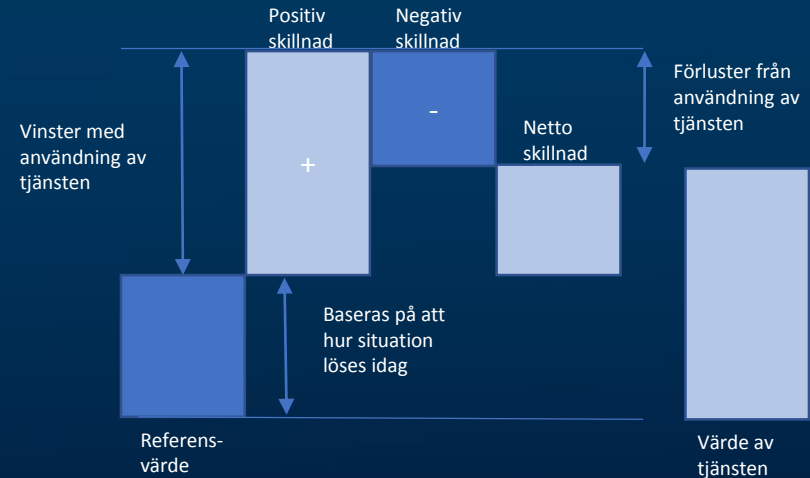 Positiv
skillnad
Negativ
skillnad
Förluster från
användning av
tjänsten
Vinster med
användning av
tjänsten
Netto
skillnad
-
+
Baseras på att
hur situation
löses idag
Referens-
värde
Värde av
tjänsten